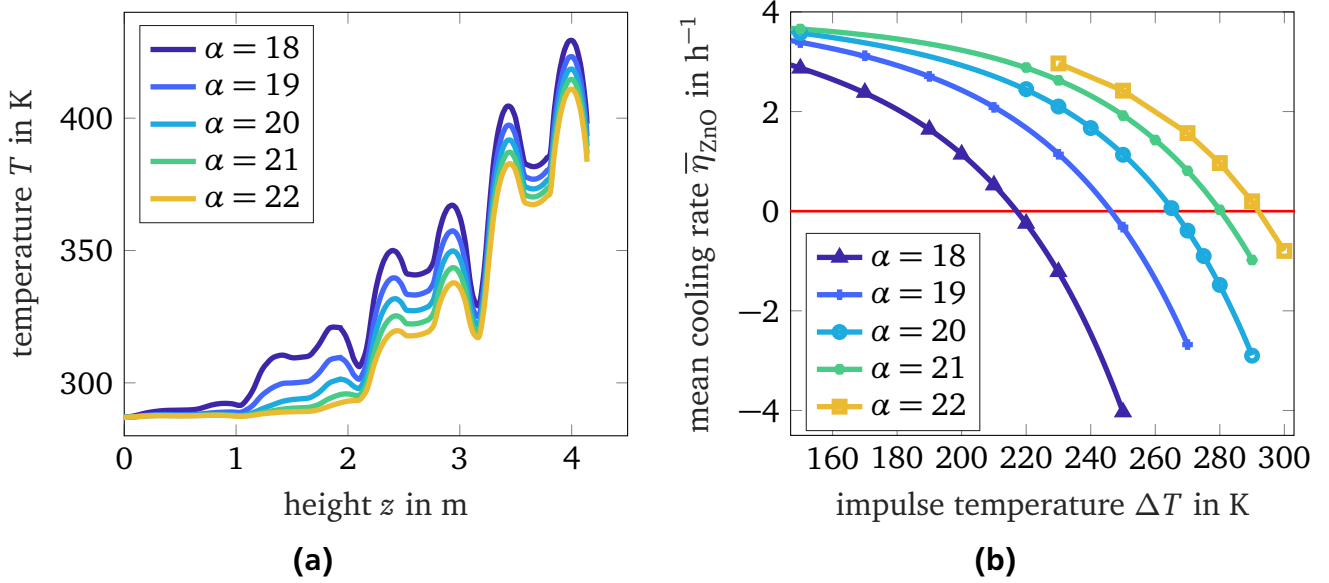 α = 18
α = 19
α = 20
α = 21
α = 22
temperature T in K
400
350
300
0 1 2 3 4
height z in m
(a)
mean cooling rate η̅ZnO in h−1
4
2
0
−2
−4
α = 18
α = 19
α = 20
α = 21
α = 22
160 180 200 220 240 260 280 300
impulse temperature ΔT in K
(b)